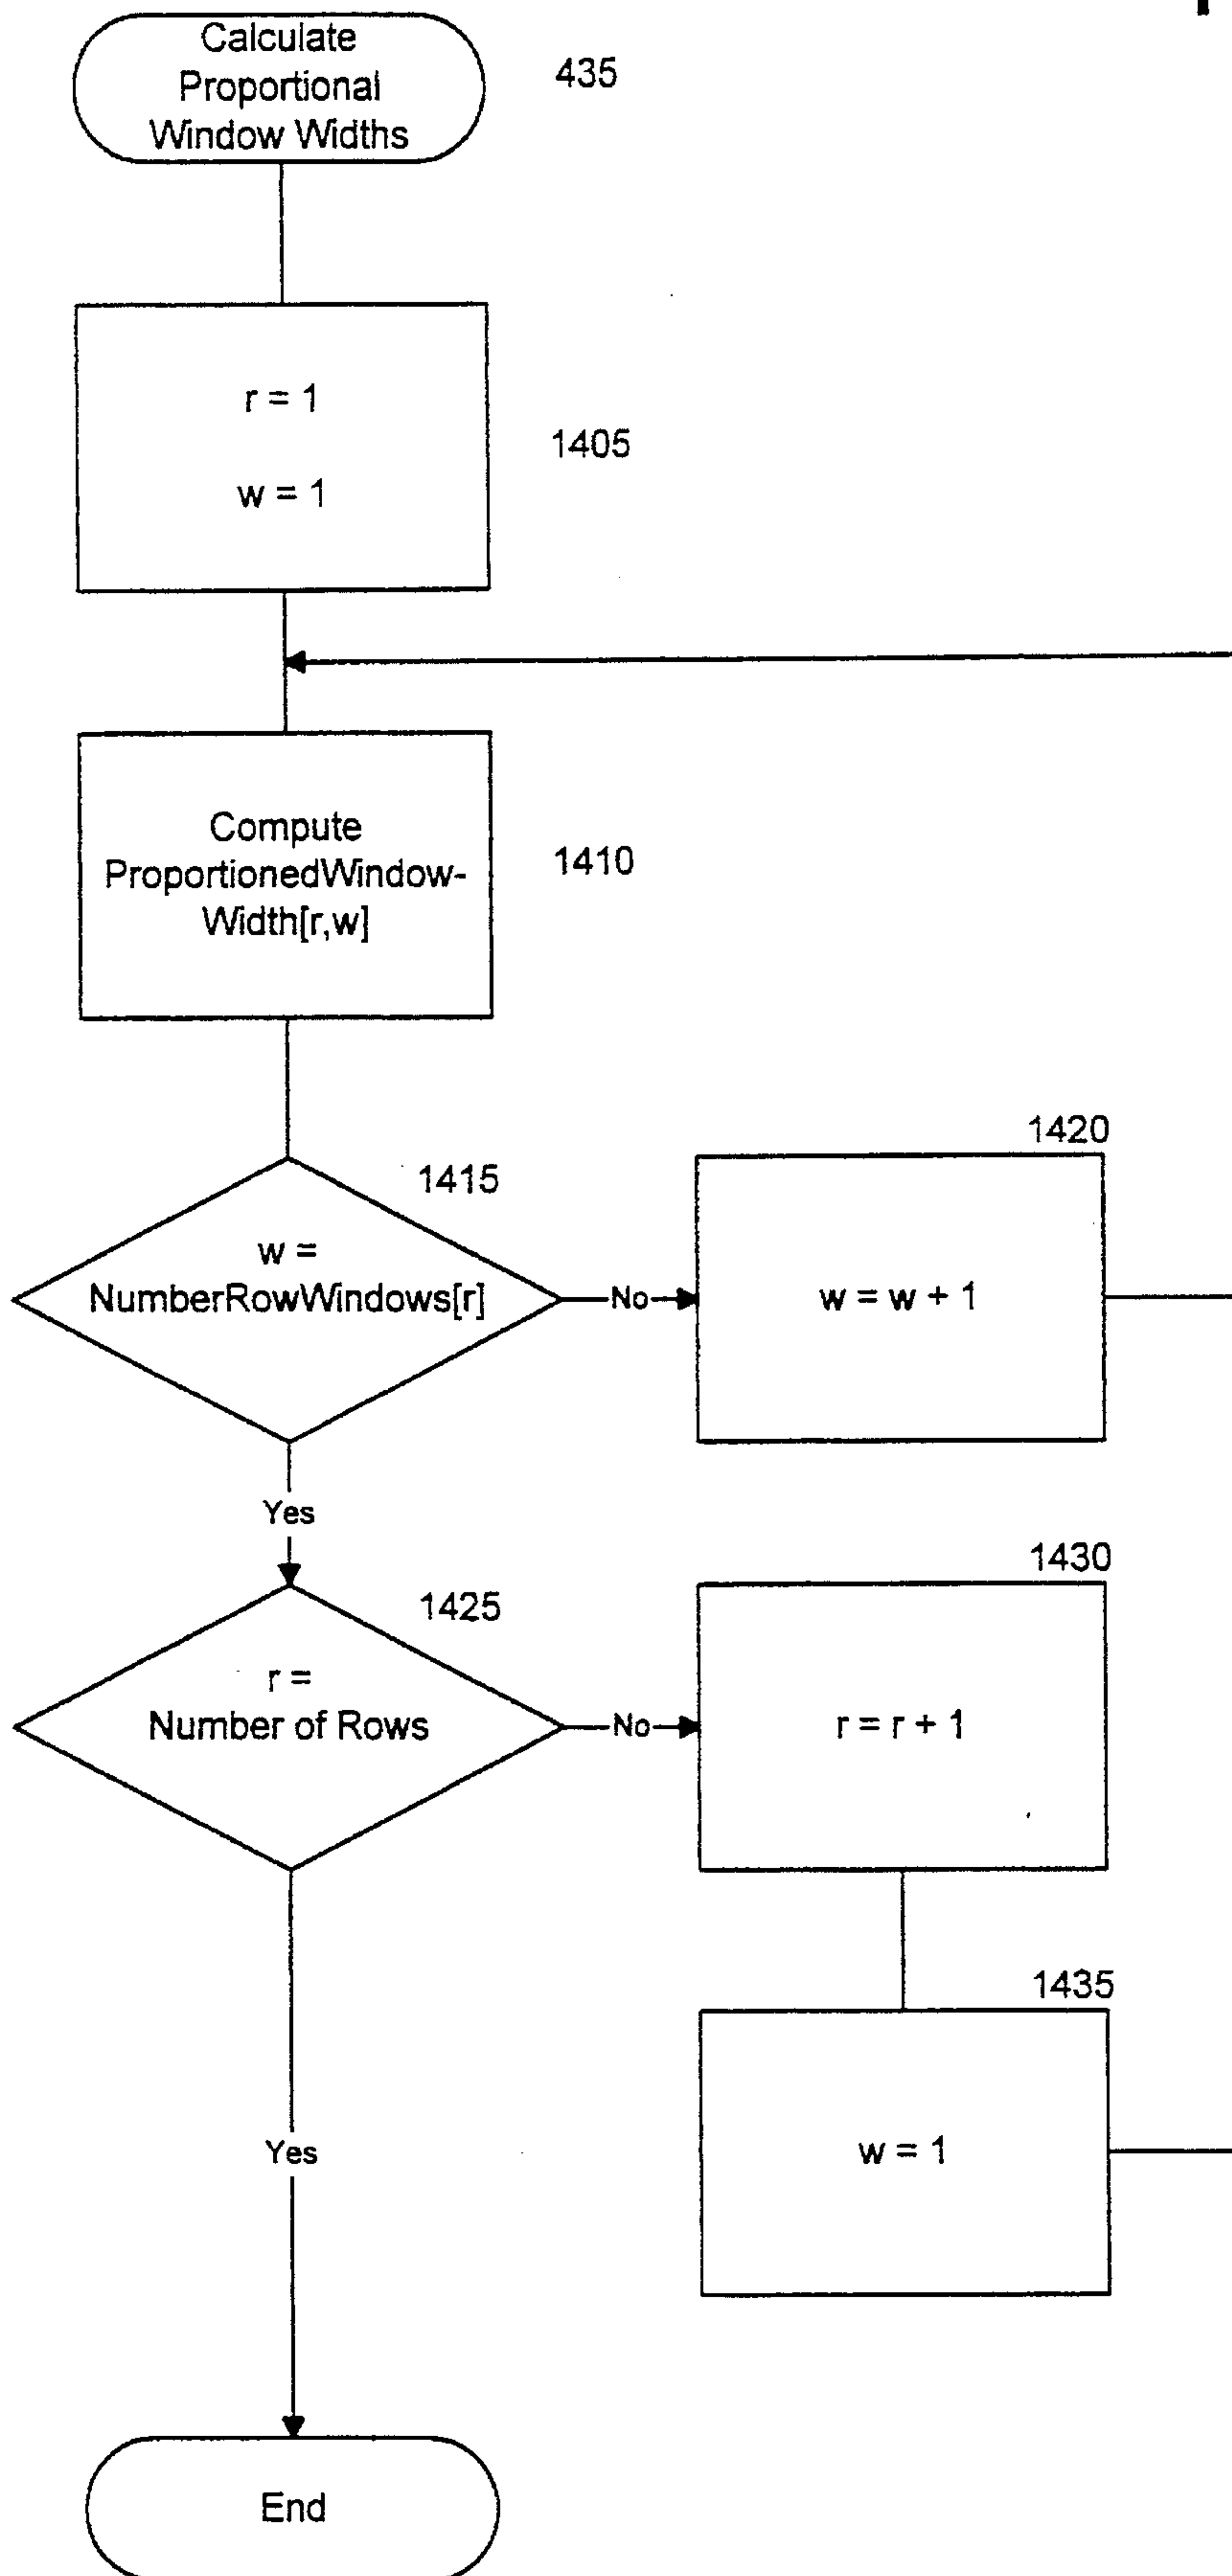 Calculate
Proportional
Window Widths
435
r = 1
w = 1
1405
Compute
ProportionedWindow-
Width[r,w]
1410
1415
w =
NumberRowWindows[r]
No
1420
w = w + 1
Yes
1425
r =
Number of Rows
No
1430
r = r + 1
1435
w = 1
Yes
End